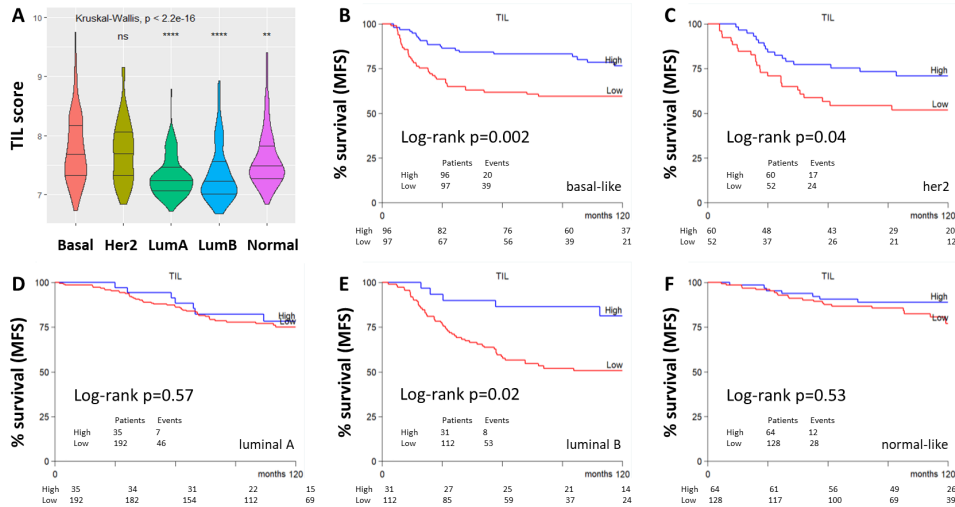 A
Kruskal-Wallis, p < 2.2e-16
ns **** **** **
TIL score
10
9
8
7
Basal Her2 LumA LumB Normal
B
TIL
% survival (MFS)
100
75
50
25
0
High
Low
Log-rank p=0.002
Patients Events
High 96 20
Low 97 39
basal-like
0 months 120
High 96 82 76 60 37
Low 97 67 56 39 21
C
TIL
% survival (MFS)
100
75
50
25
0
High
Low
Log-rank p=0.04
Patients Events
High 60 17
Low 52 24
her2
0 months 120
High 60 48 43 29 20
Low 52 37 26 21 12
D
TIL
% survival (MFS)
100
75
50
25
0
High
Low
Log-rank p=0.57
Patients Events
High 35 7
Low 192 46
luminal A
0 months 120
High 35 34 31 22 15
Low 192 182 154 112 69
E
TIL
% survival (MFS)
100
75
50
25
0
High
Low
Log-rank p=0.02
Patients Events
High 31 8
Low 112 53
luminal B
0 months 120
High 31 27 25 21 14
Low 112 85 59 37 24
F
TIL
% survival (MFS)
100
75
50
25
0
High
Low
Log-rank p=0.53
Patients Events
High 64 12
Low 128 28
normal-like
0 months 120
High 64 61 56 49 26
Low 128 117 100 69 39